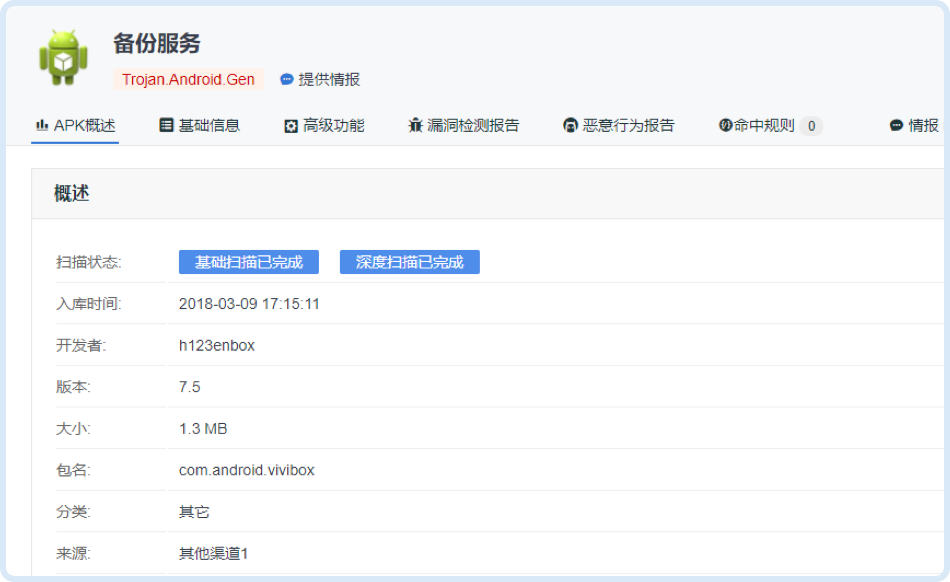 备份服务
Trojan.Android.Gen 提供情报
APK概述 基础信息 高级功能 漏洞检测报告 恶意行为报告 命中规则 0 情报
概述
扫描状态: 基础扫描已完成 深度扫描已完成
入库时间: 2018-03-09 17:15:11
开发者: h123enbox
版本: 7.5
大小: 1.3 MB
包名: com.android.vivibox
分类: 其它
来源: 其他渠道1